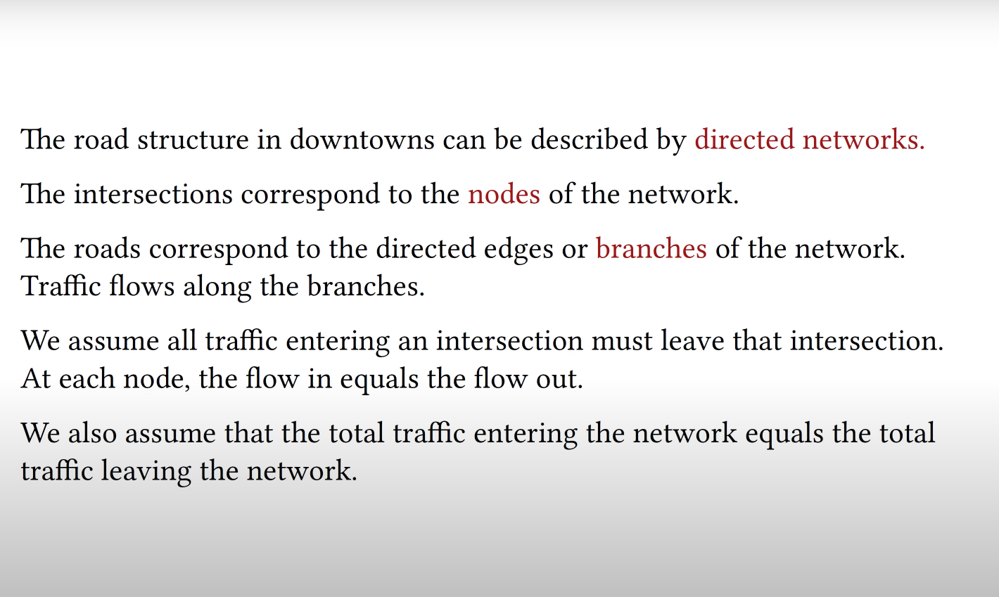 The road structure in downtowns can be described by directed networks.
The intersections correspond to the nodes of the network.
The roads correspond to the directed edges or branches of the network.
Traffic flows along the branches.
We assume all traffic entering an intersection must leave that intersection.
At each node, the flow in equals the flow out.
We also assume that the total traffic entering the network equals the total
traffic leaving the network.